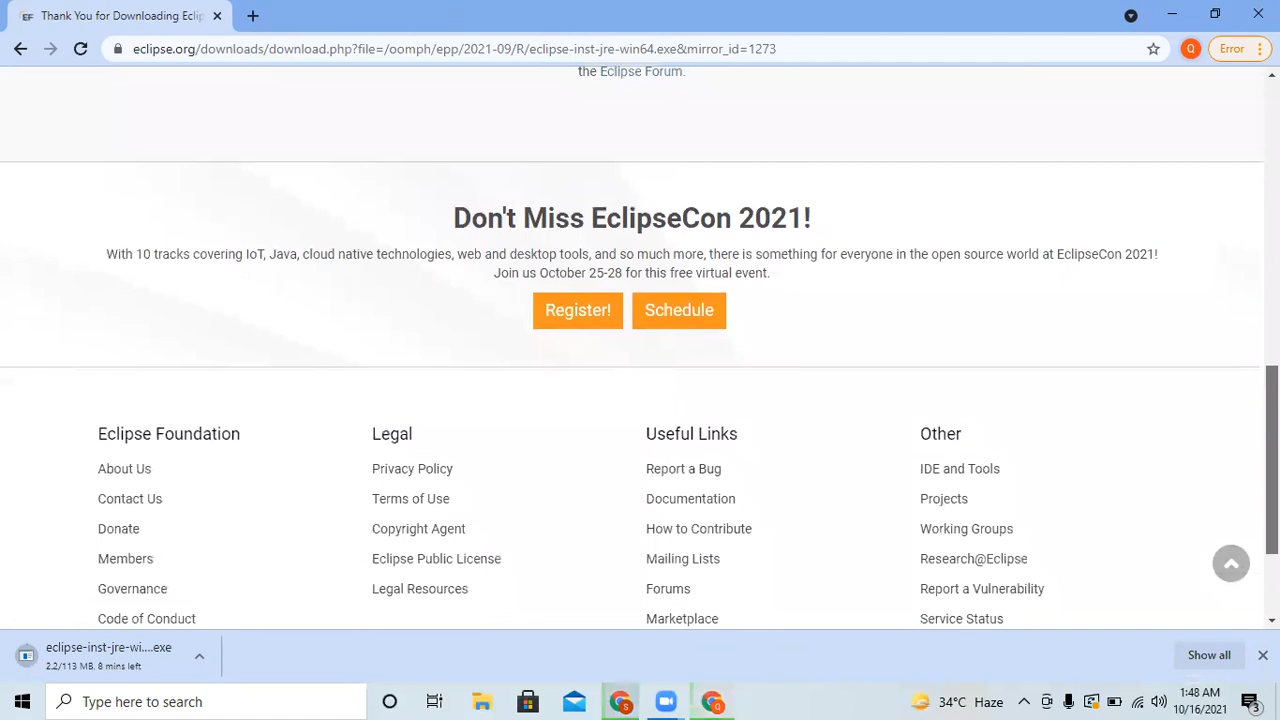 Thank You for Downloading Eclip
eclipse.org/downloads/download.php?file=/oomph/epp/2021-09/R/eclipse-inst-jre-win64.exe&mirror_id=1273
Q
Error
the Eclipse Forum.
Don't Miss EclipseCon 2021!
With 10 tracks covering IoT, Java, cloud native technologies, web and desktop tools, and so much more, there is something for everyone in the open source world at EclipseCon 2021!
Join us October 25-28 for this free virtual event.
Register! Schedule
Eclipse Foundation
About Us
Contact Us
Donate
Members
Governance
Code of Conduct
Legal
Privacy Policy
Terms of Use
Copyright Agent
Eclipse Public License
Legal Resources
Useful Links
Report a Bug
Documentation
How to Contribute
Mailing Lists
Forums
Marketplace
Other
IDE and Tools
Projects
Working Groups
Research@Eclipse
Report a Vulnerability
Service Status
eclipse-inst-jre-wi....exe
2.2/113 MB, 8 mins left
Show all
Type here to search
S
Q
34°C Haze
1:48 AM
10/16/2021
3